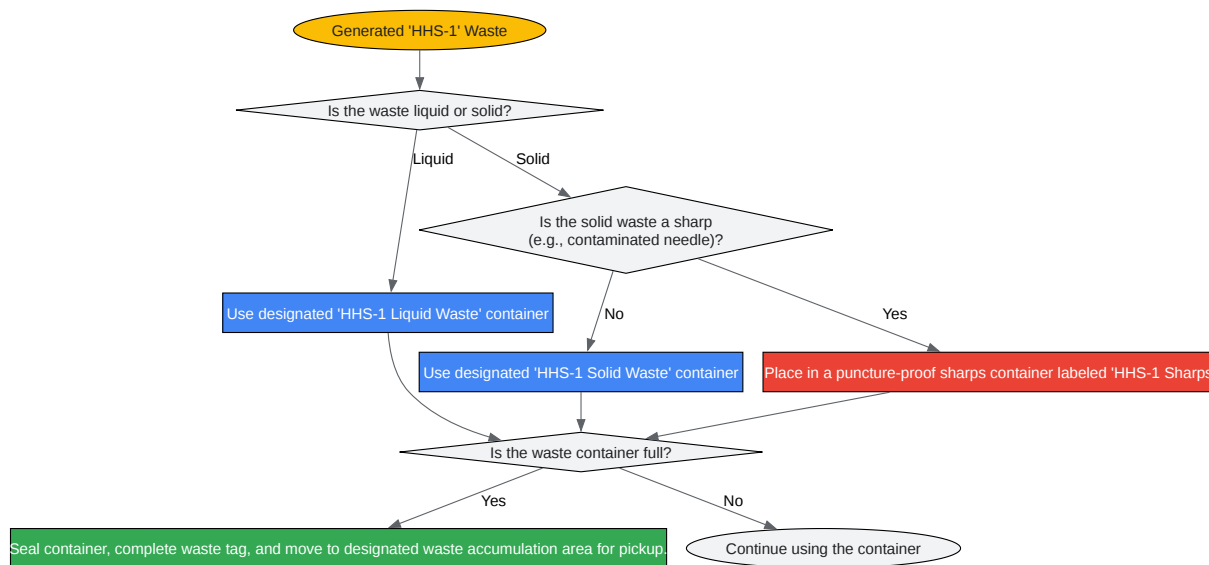 Generated 'HHS-1' Waste
Is the waste liquid or solid?
Liquid
Solid
Is the solid waste a sharp
(e.g., contaminated needle)?
Use designated 'HHS-1 Liquid Waste' container
No
Yes
Use designated 'HHS-1 Solid Waste' container
Place in a puncture-proof sharps container labeled 'HHS-1 Sharps
Is the waste container full?
Yes
No
Seal container, complete waste tag, and move to designated waste accumulation area for pickup.
Continue using the container